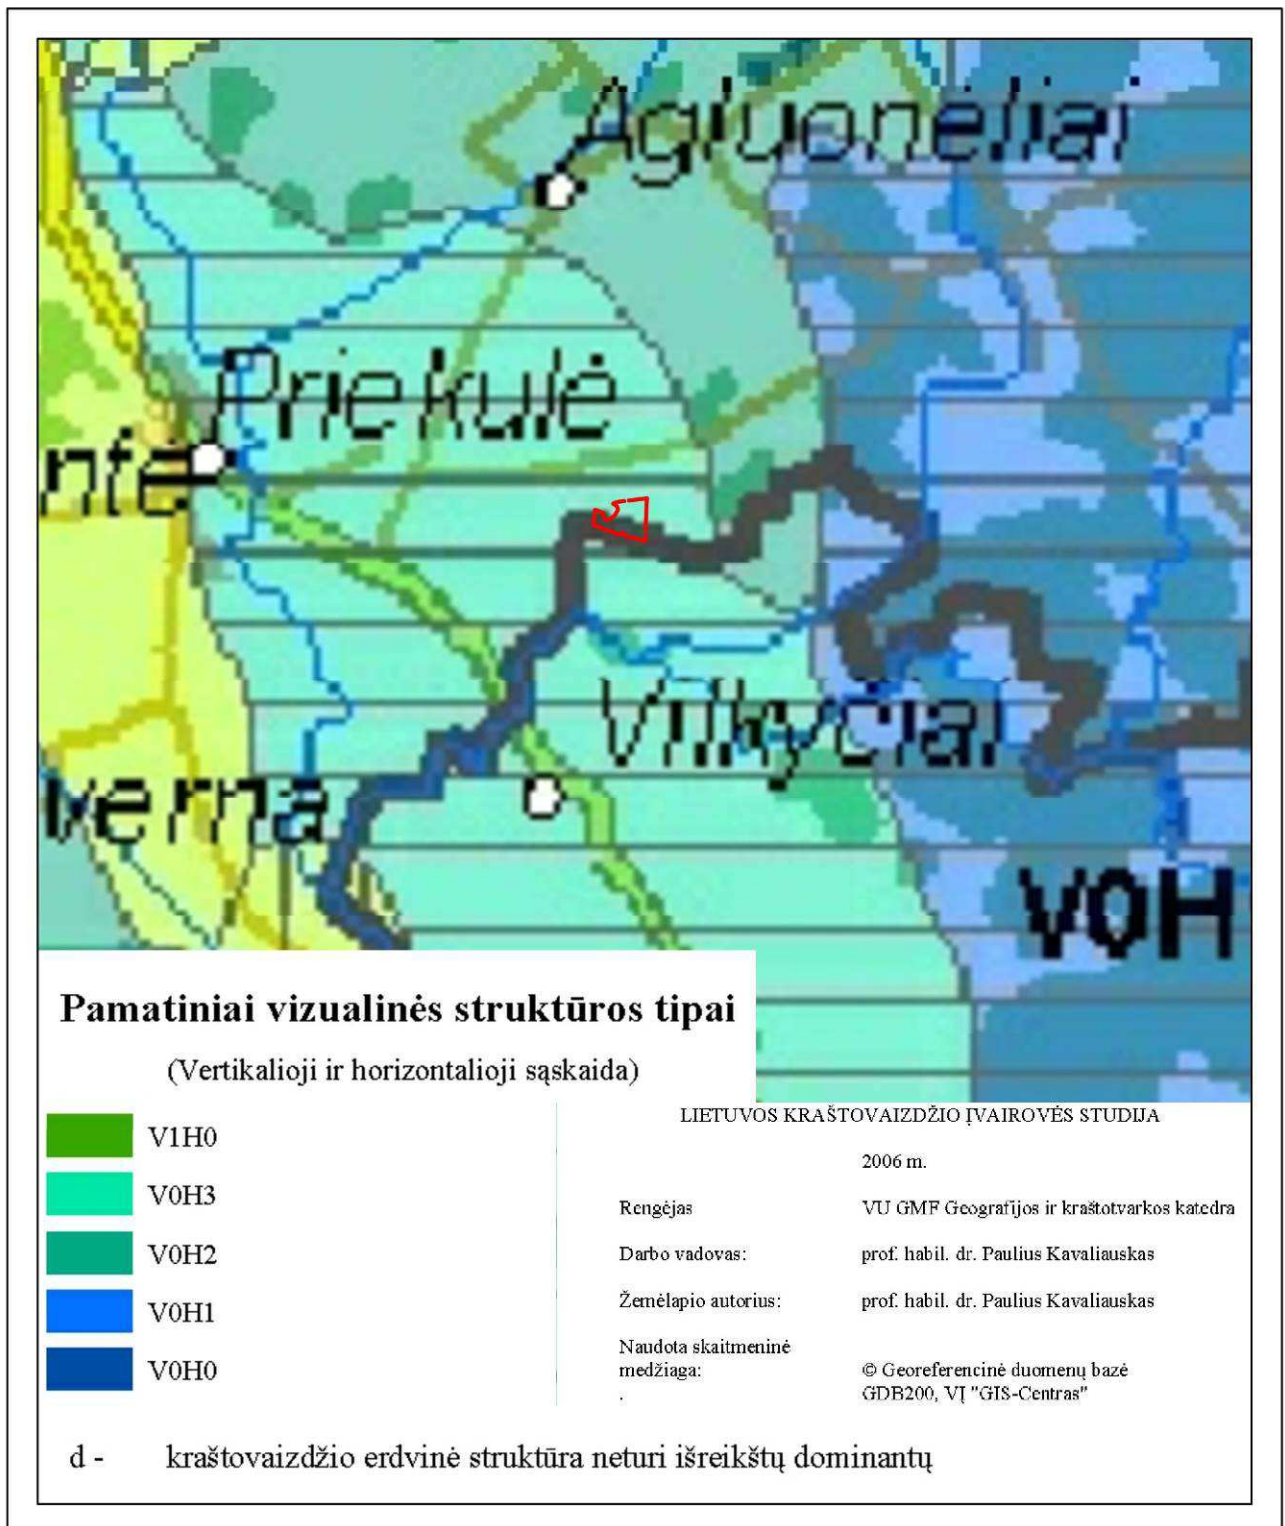 Agluonėliai
Priekulė
ntė
Vilkyčiai
verna
V0H
Pamatiniai vizualinės struktūros tipai
(Vertikalioji ir horizontalioji sąskaida)
V1H0
V0H3
V0H2
V0H1
V0H0
LIETUVOS KRAŠTOVAIZDŽIO ĮVAIROVĖS STUDIJA
2006 m.
Rengėjas VU GMF Geografijos ir kraštotvarkos katedra
Darbo vadovas: prof. habil. dr. Paulius Kavaliauskas
Žemėlapio autorius: prof. habil. dr. Paulius Kavaliauskas
Naudota skaitmeninė
medžiaga: © Georeferencinė duomenų bazė
. GDB200, VĮ "GIS-Centras"
d - kraštovaizdžio erdvinė struktūra neturi išreikštų dominantų